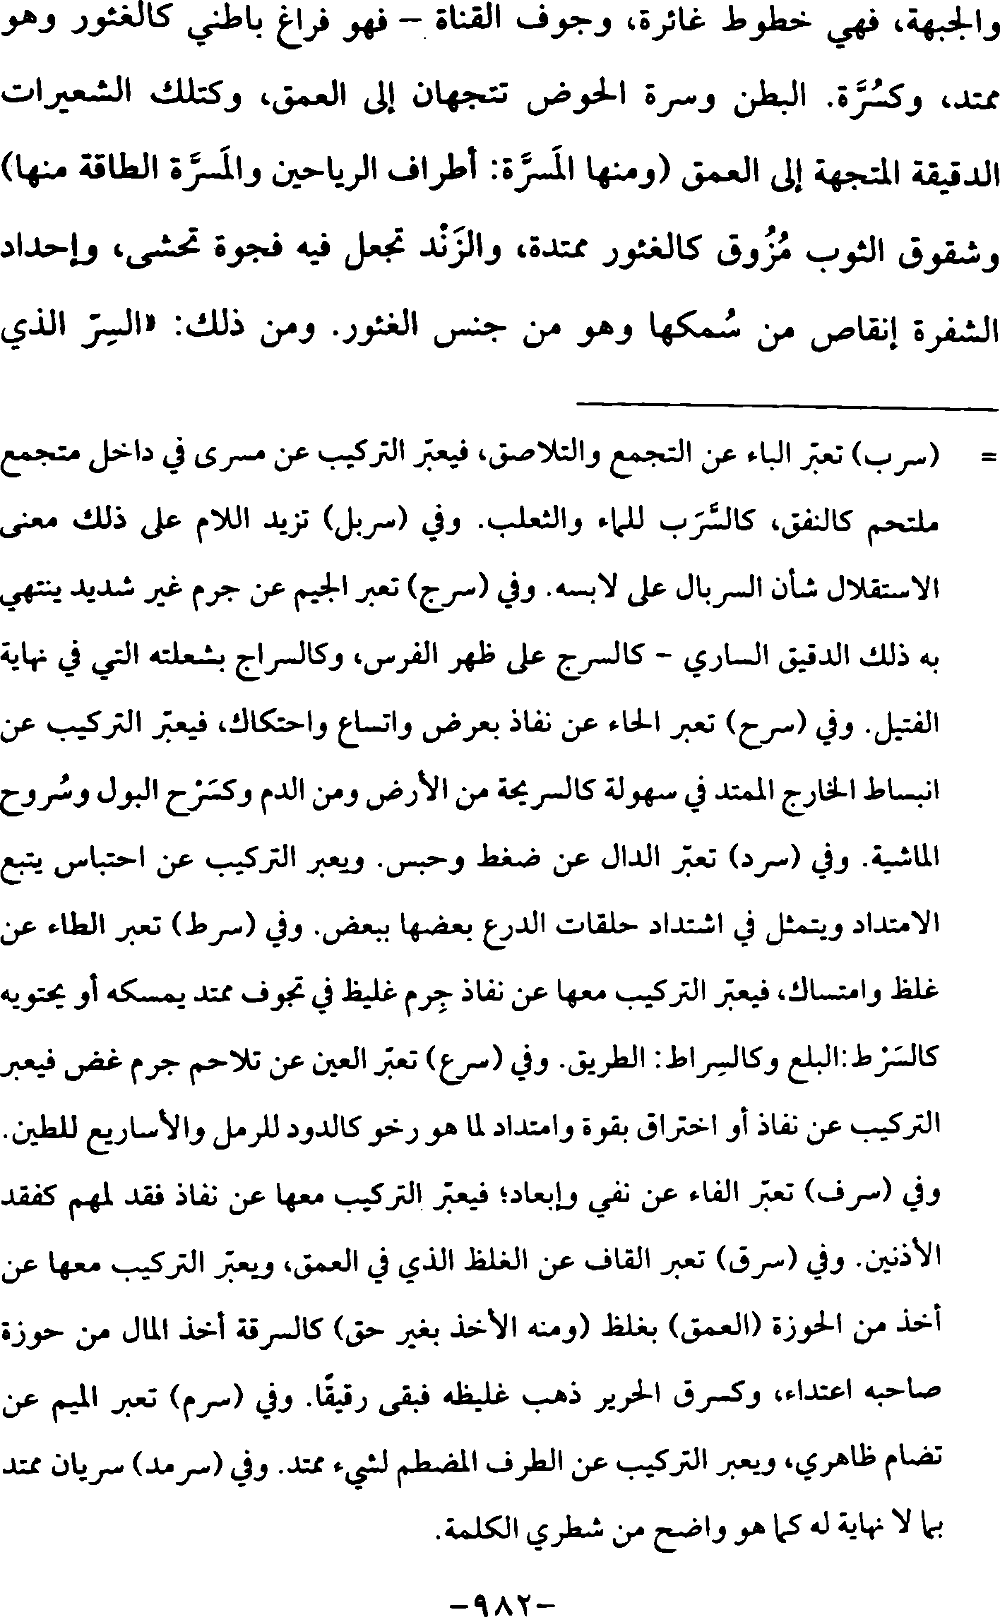 والجبهة، فهي خطوط غائرة، وجوف القناة – فهو فراغ باطني كالغئور وهو
ممتد، وكسُرَّة. البطن وسرة الحوض تتجهان إلى العمق، وكتلك الشعيرات
الدقيقة المتجهة إلى العمق (ومنها المَسرَّة: أطراف الرياحين والمَسرَّة الطاقة منها)
وشقوق الثوب مُزُوق كالغئور ممتدة، والزَنْد تجعل فيه فجوة تحشى، وإحداد
الشفرة إنقاص من سُمكها وهو من جنس الغئور. ومن ذلك: «السِرّ الذي
= (سرب) تعبّر الباء عن التجمع والتلاصق، فيعبّر التركيب عن مسرى في داخل متجمع
ملتحم كالنفق، كالسَّرَب للماء والثعلب. وفي (سربل) تزيد اللام على ذلك معنى
الاستقلال شأن السربال على لابسه. وفي (سرج) تعبر الجيم عن جرم غير شديد ينتهي
به ذلك الدقيق الساري – كالسرج على ظهر الفرس، وكالسراج بشعلته التي في نهاية
الفتيل. وفي (سرح) تعبر الحاء عن نفاذ بعرض واتساع واحتكاك، فيعبّر التركيب عن
انبساط الخارج الممتد في سهولة كالسريحة من الأرض ومن الدم وكسَرْح البول وسُروح
الماشية. وفي (سرد) تعبّر الدال عن ضغط وحبس. ويعبر التركيب عن احتباس يتبع
الامتداد ويتمثل في اشتداد حلقات الدرع بعضها ببعض. وفي (سرط) تعبر الطاء عن
غلظ وامتساك، فيعبّر التركيب معها عن نفاذ جِرم غليظ في تجوف ممتد يمسكه أو يحتويه
كالسَرْط:البلع وكالسِراط: الطريق. وفي (سرع) تعبّر العين عن تلاحم جرم غض فيعبر
التركيب عن نفاذ أو اختراق بقوة وامتداد لما هو رخو كالدود للرمل والأساريع للطين.
وفي (سرف) تعبّر الفاء عن نفي وإبعاد؛ فيعبّر التركيب معها عن نفاذ فقد لمهم كفقد
الأذنين. وفي (سرق) تعبر القاف عن الغلظ الذي في العمق، ويعبّر التركيب معها عن
أخذ من الحوزة (العمق) بغلظ (ومنه الأخذ بغير حق) كالسرقة أخذ المال من حوزة
صاحبه اعتداء، وكسرق الحرير ذهب غليظه فبقى رقيقًا. وفي (سرم) تعبر الميم عن
تضام ظاهري، ويعبر التركيب عن الطرف المضطم لشيء ممتد. وفي (سرمد) سريان ممتد
بما لا نهاية له كما هو واضح من شطري الكلمة.
-٩٨٢-